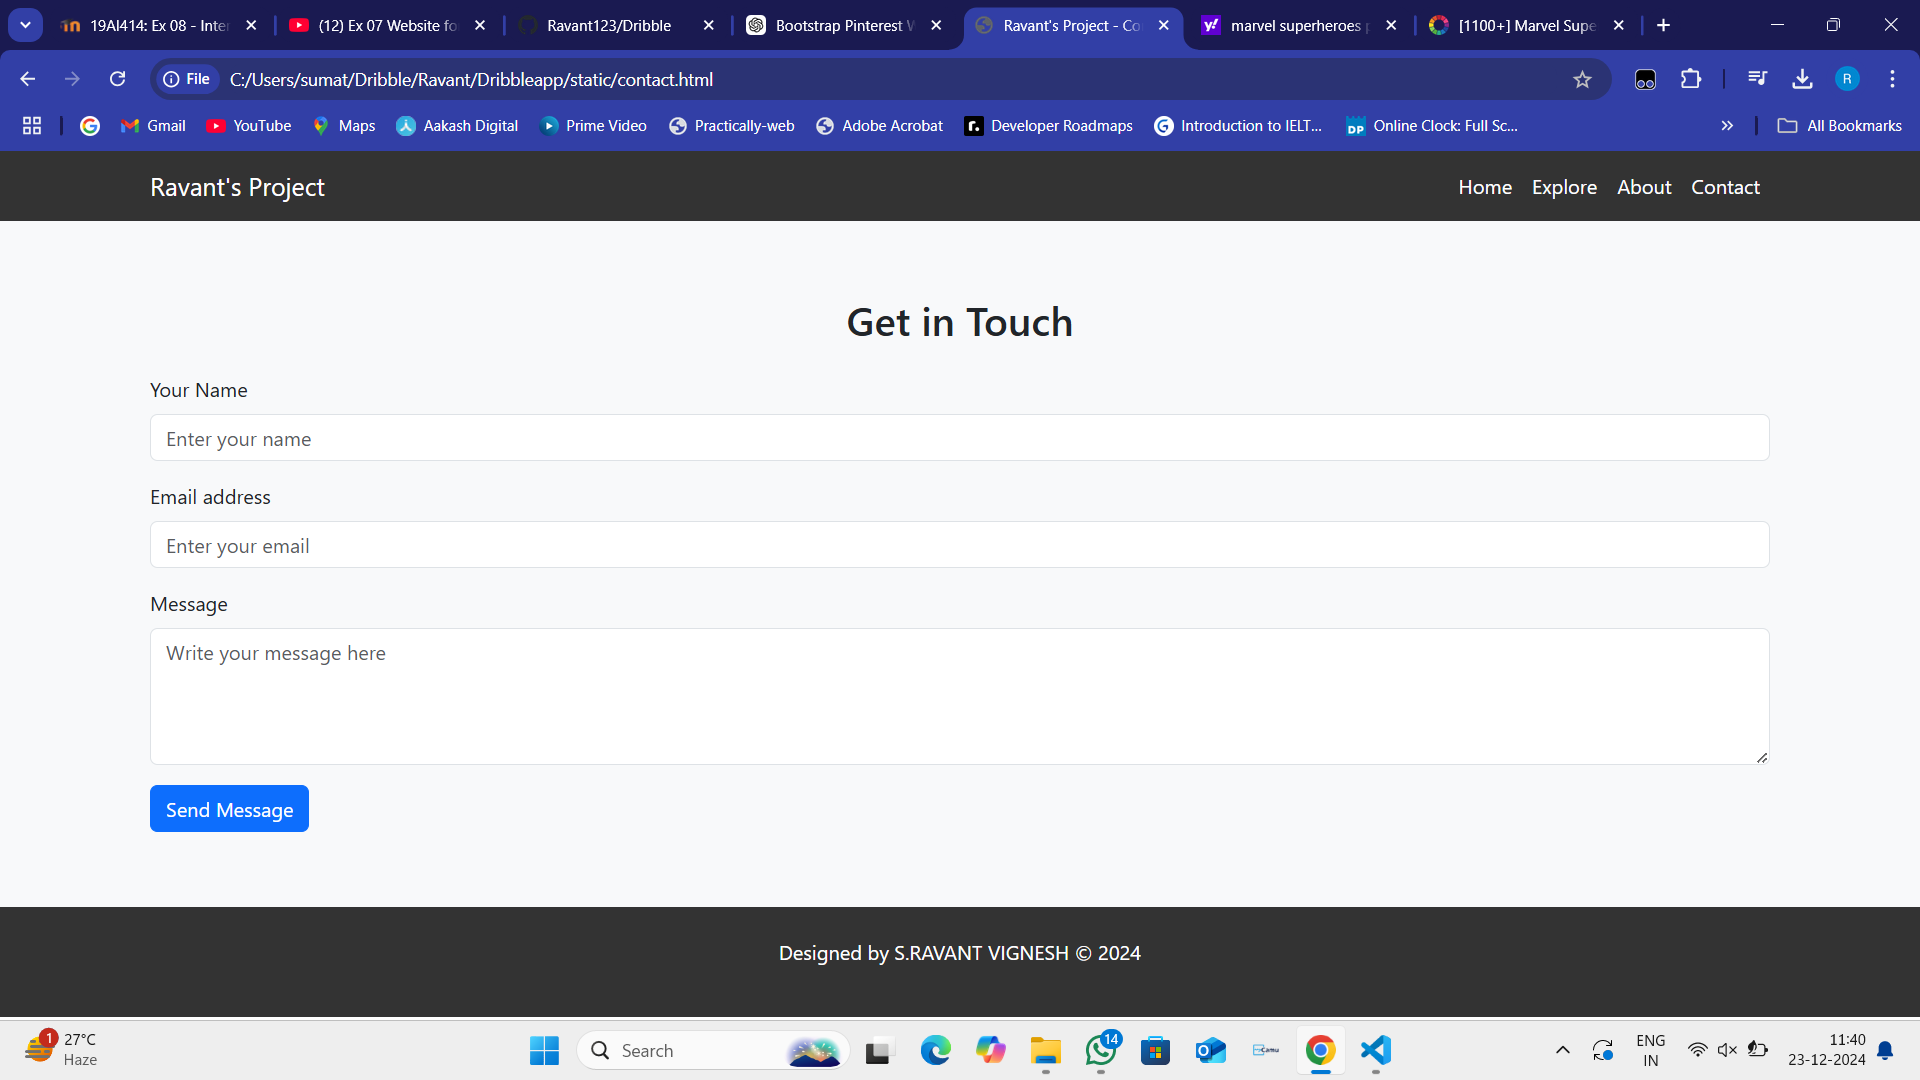 19AI414: Ex 08 - Inter
(12) Ex 07 Website fo
Ravant123/Dribble
Bootstrap Pinterest W
Ravant's Project - Co
marvel superheroes p
[1100+] Marvel Supe
File
C:/Users/sumat/Dribble/Ravant/Dribbleapp/static/contact.html
R
Gmail
YouTube
Maps
Aakash Digital
Prime Video
Practically-web
Adobe Acrobat
Developer Roadmaps
Introduction to IELT...
DP
Online Clock: Full Sc...
All Bookmarks
Ravant's Project
Home
Explore
About
Contact
Get in Touch
Your Name
Enter your name
Email address
Enter your email
Message
Write your message here
Send Message
Designed by S.RAVANT VIGNESH © 2024
1
27°C
Haze
Search
14
Camu
ENG
IN
11:40
23-12-2024